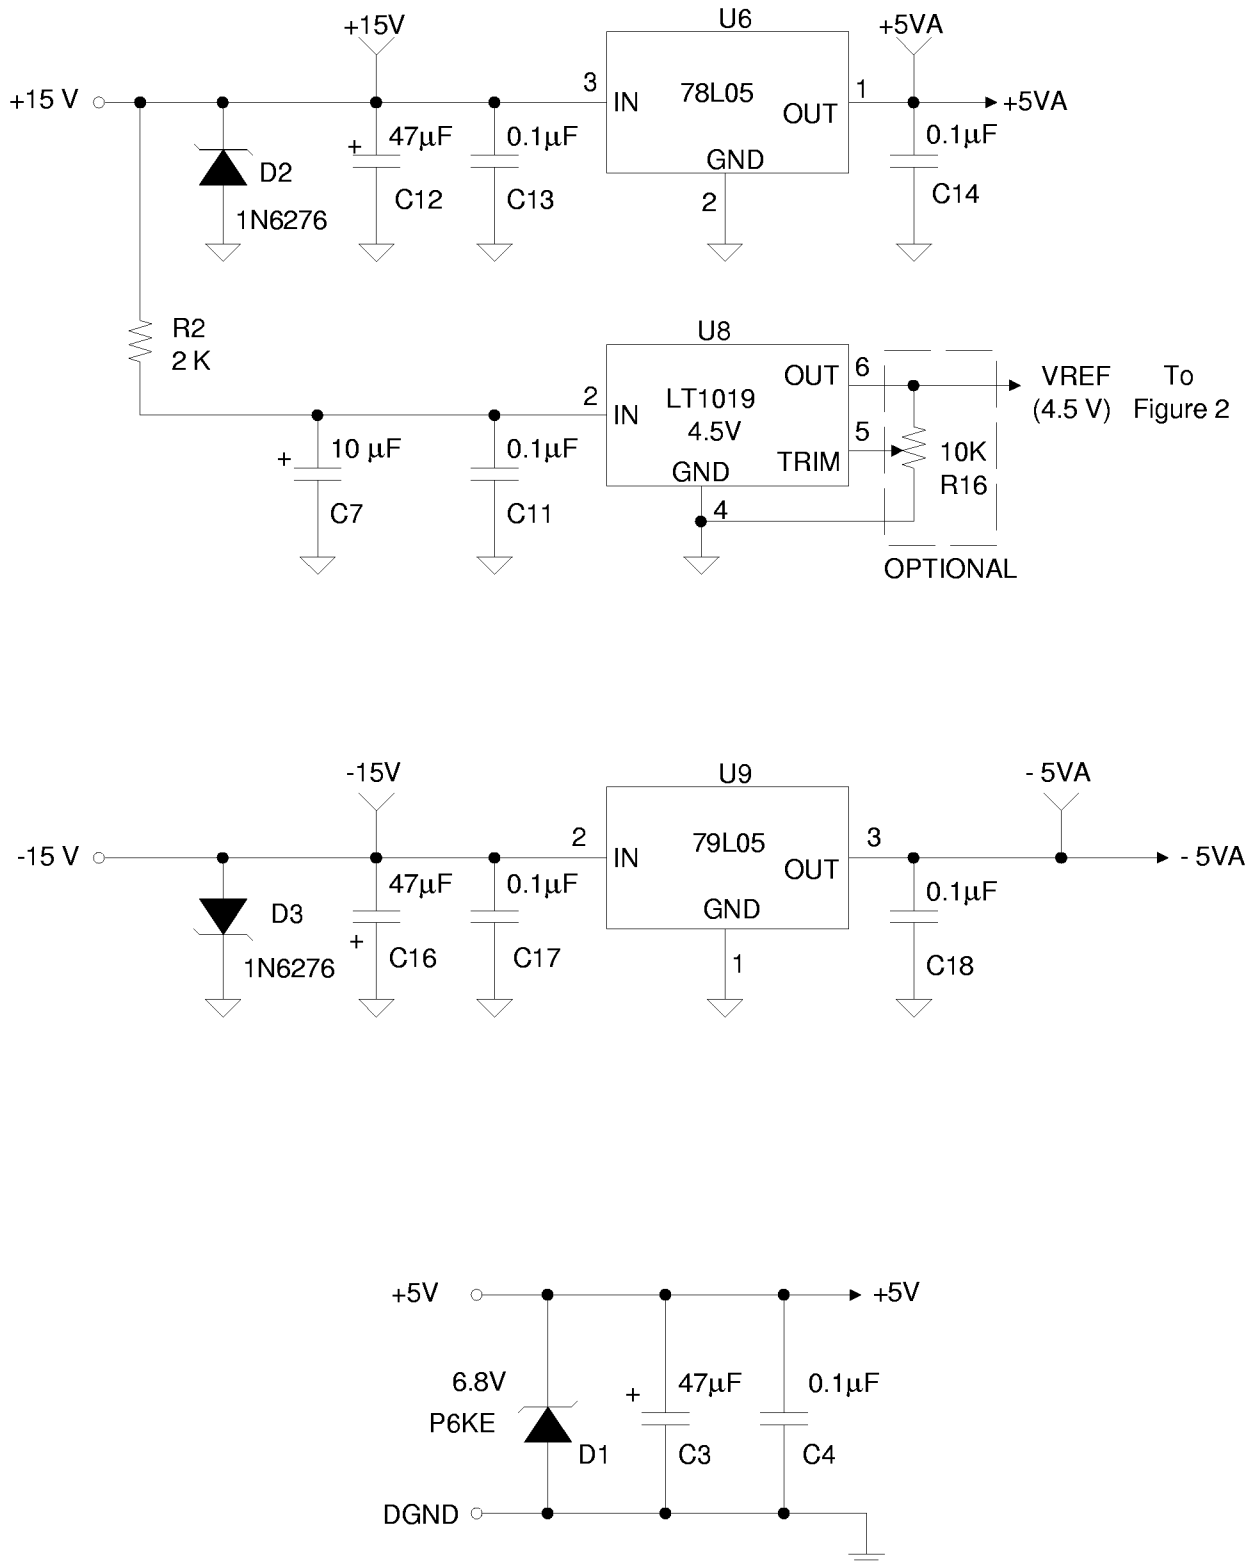 +15V
U6
+5VA
+15 V
3
IN
78L05
OUT
1
+5VA
GND
2
+
47µF
C12
0.1µF
C13
0.1µF
C14
D2
1N6276
R2
2 K
U8
2
IN
LT1019
4.5V
OUT
6
5
TRIM
GND
4
VREF To
(4.5 V) Figure 2
10K
R16
OPTIONAL
+
10 µF
C7
0.1µF
C11
-15V
U9
- 5VA
-15 V
2
IN
79L05
OUT
3
- 5VA
GND
1
D3
1N6276
47µF
+
C16
0.1µF
C17
0.1µF
C18
+5V
+5V
6.8V
P6KE
D1
+
47µF
C3
0.1µF
C4
DGND